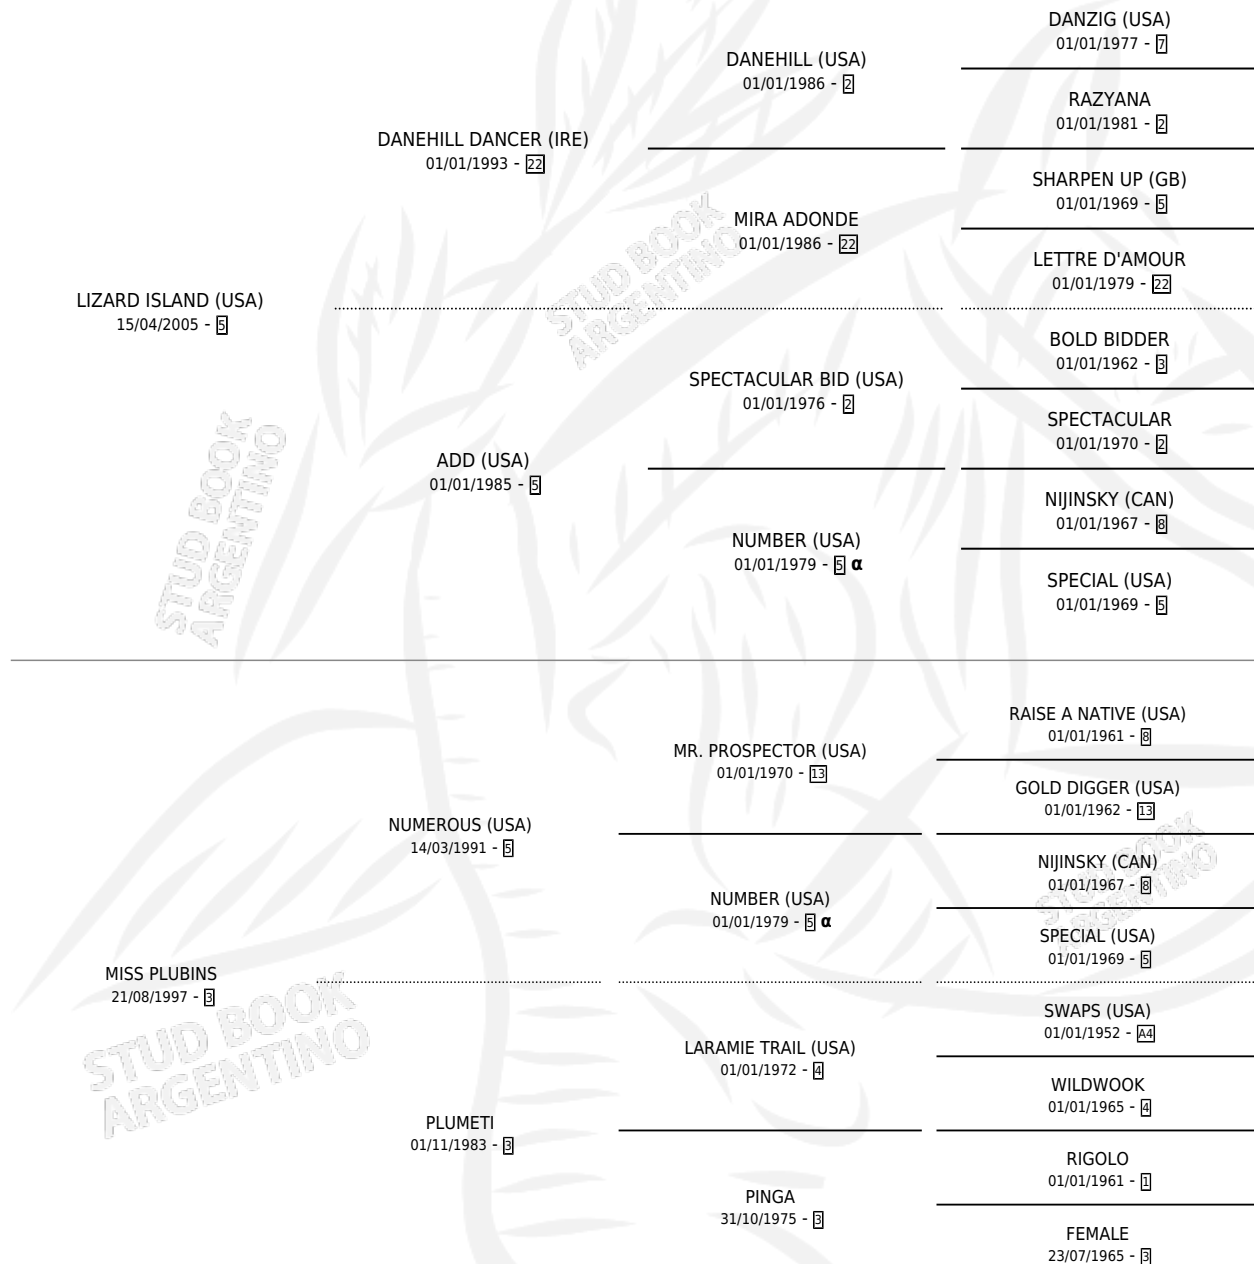 DANZIG (USA)
01/01/1977 - 7
DANEHILL (USA)
01/01/1986 - 2
RAZYANA
01/01/1981 - 2
DANEHILL DANCER (IRE)
01/01/1993 - 22
SHARPEN UP (GB)
01/01/1969 - 5
MIRA ADONDE
01/01/1986 - 22
LETTRE D'AMOUR
01/01/1979 - 22
STUD BOOK
ARGENTINO
LIZARD ISLAND (USA)
15/04/2005 - 5
BOLD BIDDER
01/01/1962 - 3
SPECTACULAR BID (USA)
01/01/1976 - 2
SPECTACULAR
01/01/1970 - 2
ADD (USA)
01/01/1985 - 5
NIJINSKY (CAN)
01/01/1967 - 8
NUMBER (USA)
01/01/1979 - 5 α
SPECIAL (USA)
01/01/1969 - 5
STUD BOOK
ARGENTINO
RAISE A NATIVE (USA)
01/01/1961 - 8
MR. PROSPECTOR (USA)
01/01/1970 - 13
GOLD DIGGER (USA)
01/01/1962 - 13
NUMEROUS (USA)
14/03/1991 - 5
NIJINSKY (CAN)
01/01/1967 - 8
NUMBER (USA)
01/01/1979 - 5 α
SPECIAL (USA)
01/01/1969 - 5
STUD BOOK
ARGENTINO
MISS PLUBINS
21/08/1997 - 3
SWAPS (USA)
01/01/1952 - A4
LARAMIE TRAIL (USA)
01/01/1972 - 4
WILDWOOK
01/01/1965 - 4
PLUMETI
01/11/1983 - 3
RIGOLO
01/01/1961 - 1
PINGA
31/10/1975 - 3
FEMALE
23/07/1965 - 3
STUD BOOK
ARGENTINO